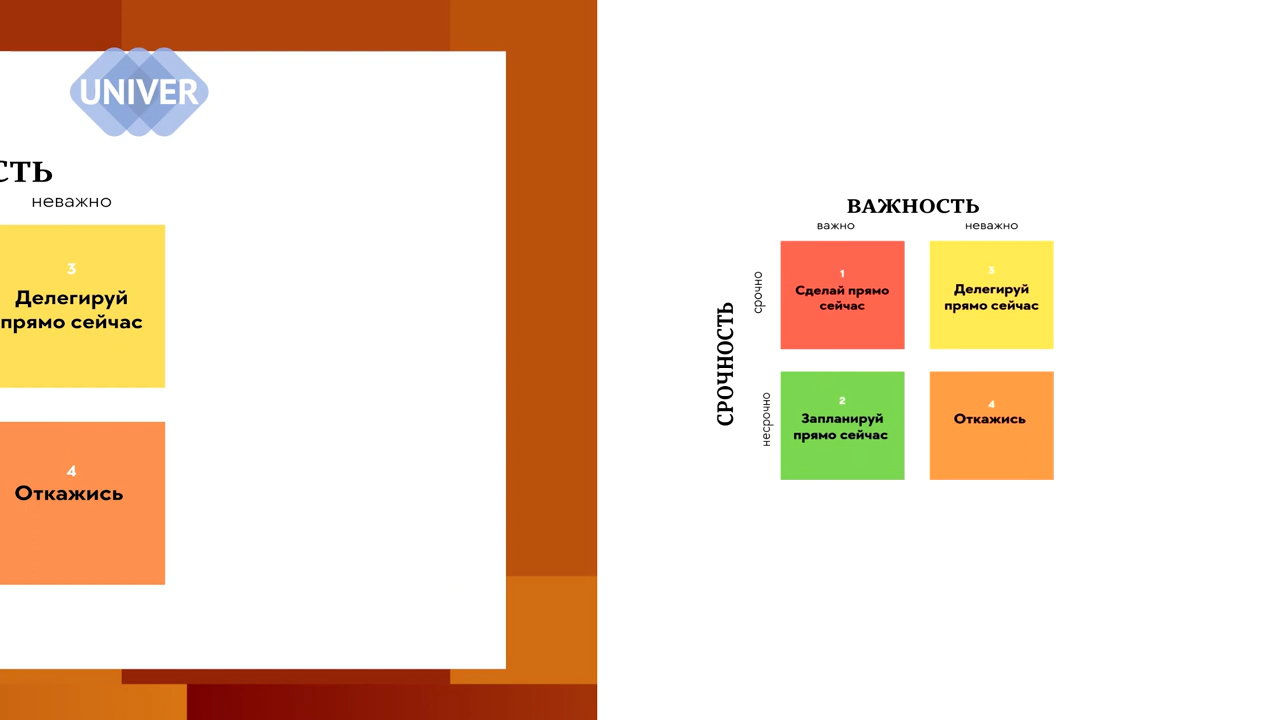 UNIVER
СТЬ
неважно
3
Делегируй
прямо сейчас
4
Откажись
ВАЖНОСТЬ
важно
неважно
СРОЧНОСТЬ
срочно
1
Сделай прямо
сейчас
3
Делегируй
прямо сейчас
несрочно
2
Запланируй
прямо сейчас
4
Откажись